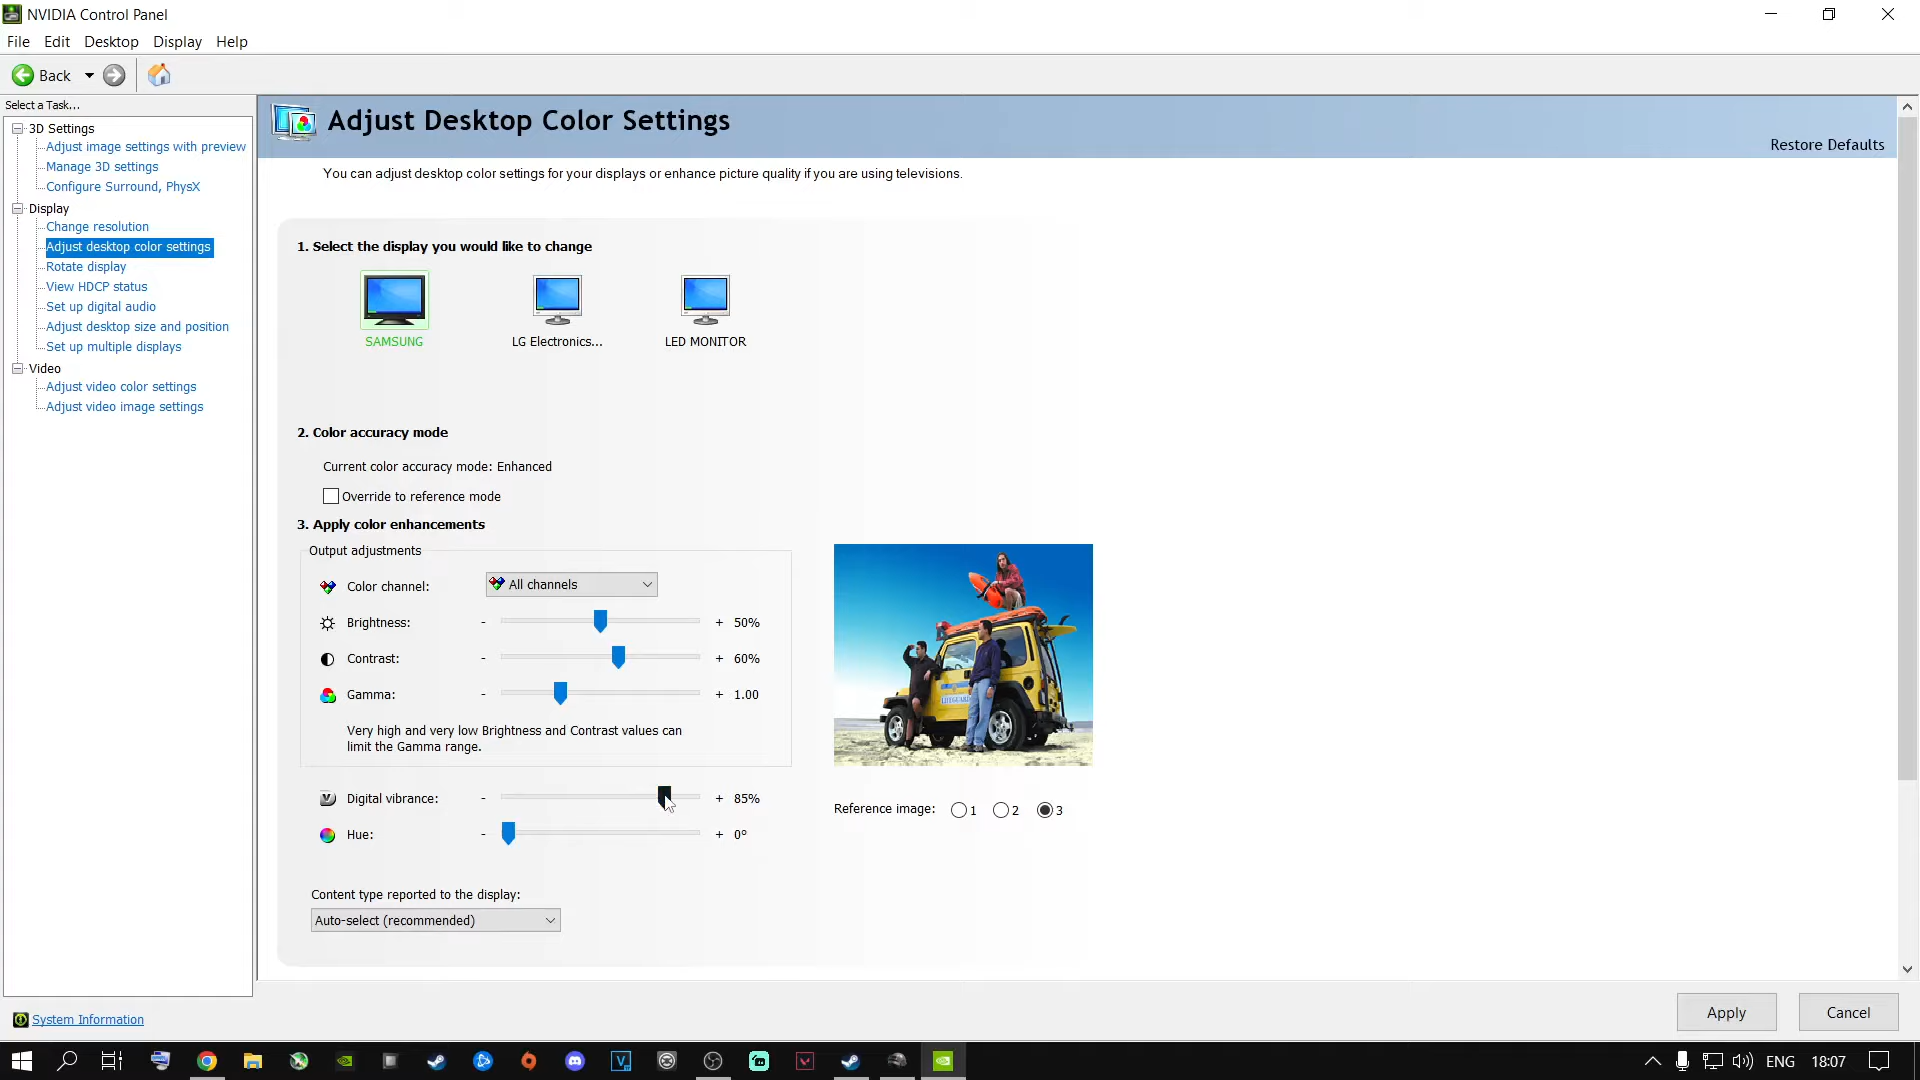 NVIDIA Control Panel
File Edit Desktop Display Help
Back
Select a Task...
3D Settings
Adjust image settings with preview
Manage 3D settings
Configure Surround, PhysX
Display
Change resolution
Adjust desktop color settings
Rotate display
View HDCP status
Set up digital audio
Adjust desktop size and position
Set up multiple displays
Video
Adjust video color settings
Adjust video image settings
System Information
Adjust Desktop Color Settings
Restore Defaults
You can adjust desktop color settings for your displays or enhance picture quality if you are using televisions.
1. Select the display you would like to change
SAMSUNG LG Electronics... LED MONITOR
2. Color accuracy mode
Current color accuracy mode: Enhanced
Override to reference mode
3. Apply color enhancements
Output adjustments
Color channel: All channels
Brightness: - + 50%
Contrast: - + 60%
Gamma: - + 1.00
Very high and very low Brightness and Contrast values can
limit the Gamma range.
Digital vibrance: - + 85%
Hue: - + 0°
LIFEGUARD
Reference image: 1 2 3
Content type reported to the display:
Auto-select (recommended)
Apply Cancel
ENG 18:07